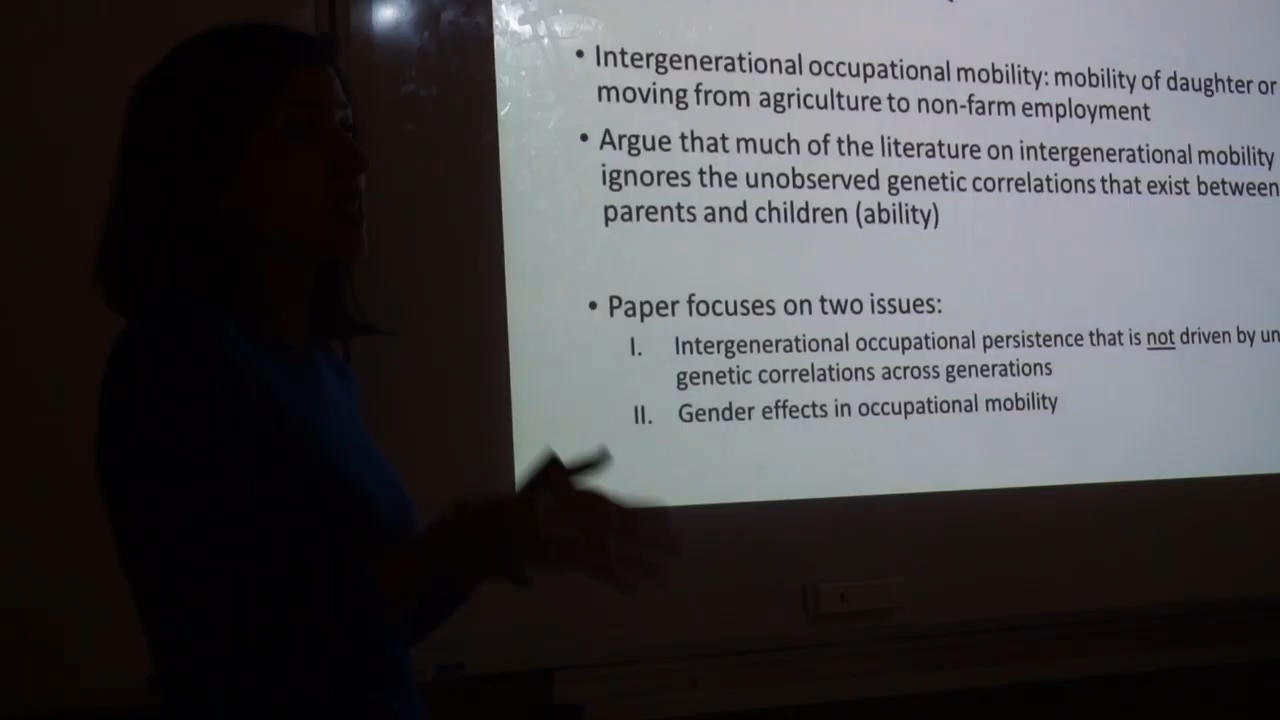 • Intergenerational occupational mobility: mobility of daughter or
moving from agriculture to non-farm employment
• Argue that much of the literature on intergenerational mobility
ignores the unobserved genetic correlations that exist between
parents and children (ability)
• Paper focuses on two issues:
I. Intergenerational occupational persistence that is not driven by un
genetic correlations across generations
II. Gender effects in occupational mobility